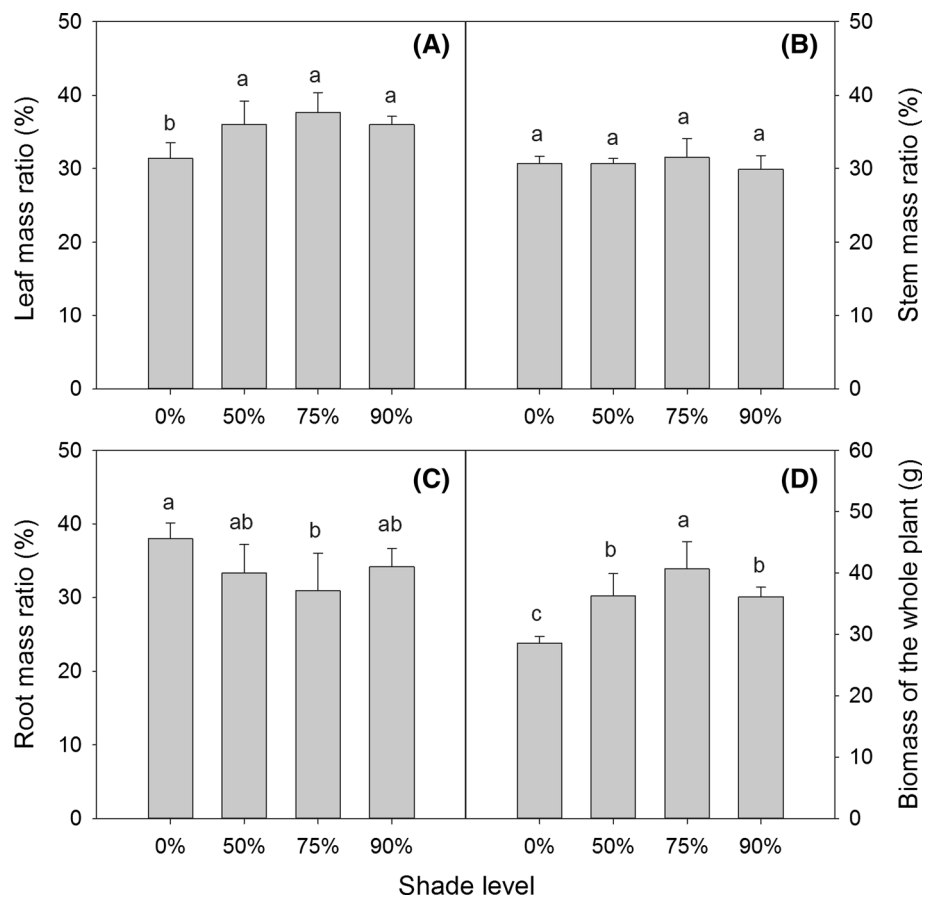 Leaf mass ratio (%)
50
40
30
20
10
0
(A)
b
a
a
a
0% 50% 75% 90%
(B)
a
a
a
a
0% 50% 75% 90%
50
40
30
20
10
0
Stem mass ratio (%)
Root mass ratio (%)
50
40
30
20
10
0
(C)
a
ab
b
ab
0% 50% 75% 90%
(D)
c
b
a
b
0% 50% 75% 90%
60
50
40
30
20
10
0
Biomass of the whole plant (g)
Shade level